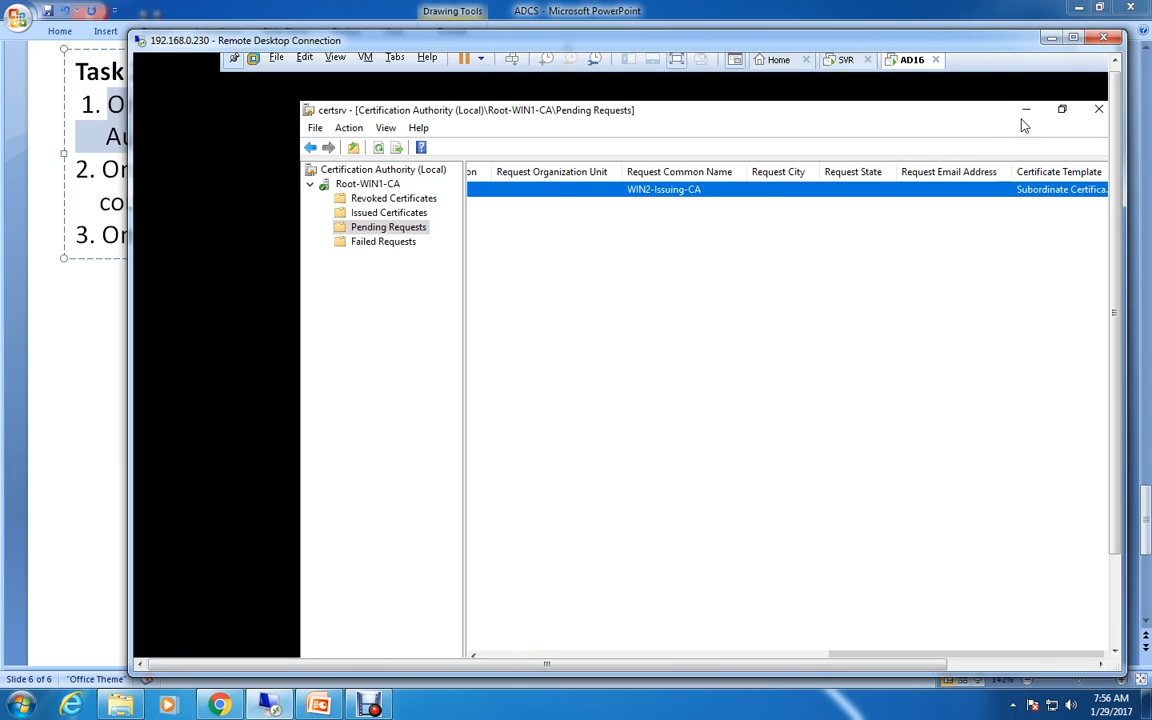 Drawing Tools
ADCS - Microsoft PowerPoint
Home
Insert
192.168.0.230 - Remote Desktop Connection
File Edit View VM Tabs Help
Home
SVR
AD16
Task
1. O
Au
2. Or
co
3. Or
certsrv - [Certification Authority (Local)\Root-WIN1-CA\Pending Requests]
File Action View Help
Certification Authority (Local)
Root-WIN1-CA
Revoked Certificates
Issued Certificates
Pending Requests
Failed Requests
on Request Organization Unit Request Common Name Request City Request State Request Email Address Certificate Template
WIN2-Issuing-CA Subordinate Certifica...
Slide 6 of 6 "Office Theme" 142%
7:56 AM
1/29/2017